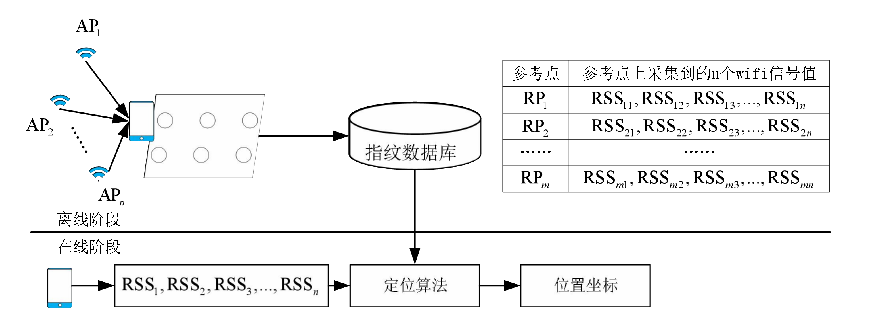 AP₁
AP₂
APₙ
指纹数据库
参考点 参考点上采集到的n个wifi信号值
RP₁ RSS₁₁,RSS₁₂,RSS₁₃,...,RSS₁ₙ
RP₂ RSS₂₁,RSS₂₂,RSS₂₃,...,RSS₂ₙ
…… ……
RPₘ RSSₘ₁,RSSₘ₂,RSSₘ₃,...,RSSₘₙ
离线阶段
在线阶段
RSS₁,RSS₂,RSS₃,...,RSSₙ
定位算法
位置坐标